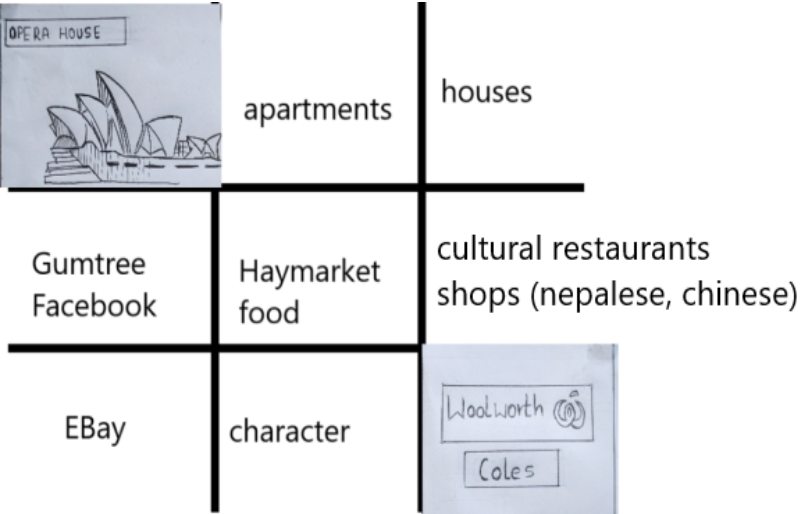 OPERA HOUSE
apartments
houses
Gumtree
Facebook
Haymarket
food
cultural restaurants
shops (nepalese, chinese)
EBay
character
Woolworth
Coles